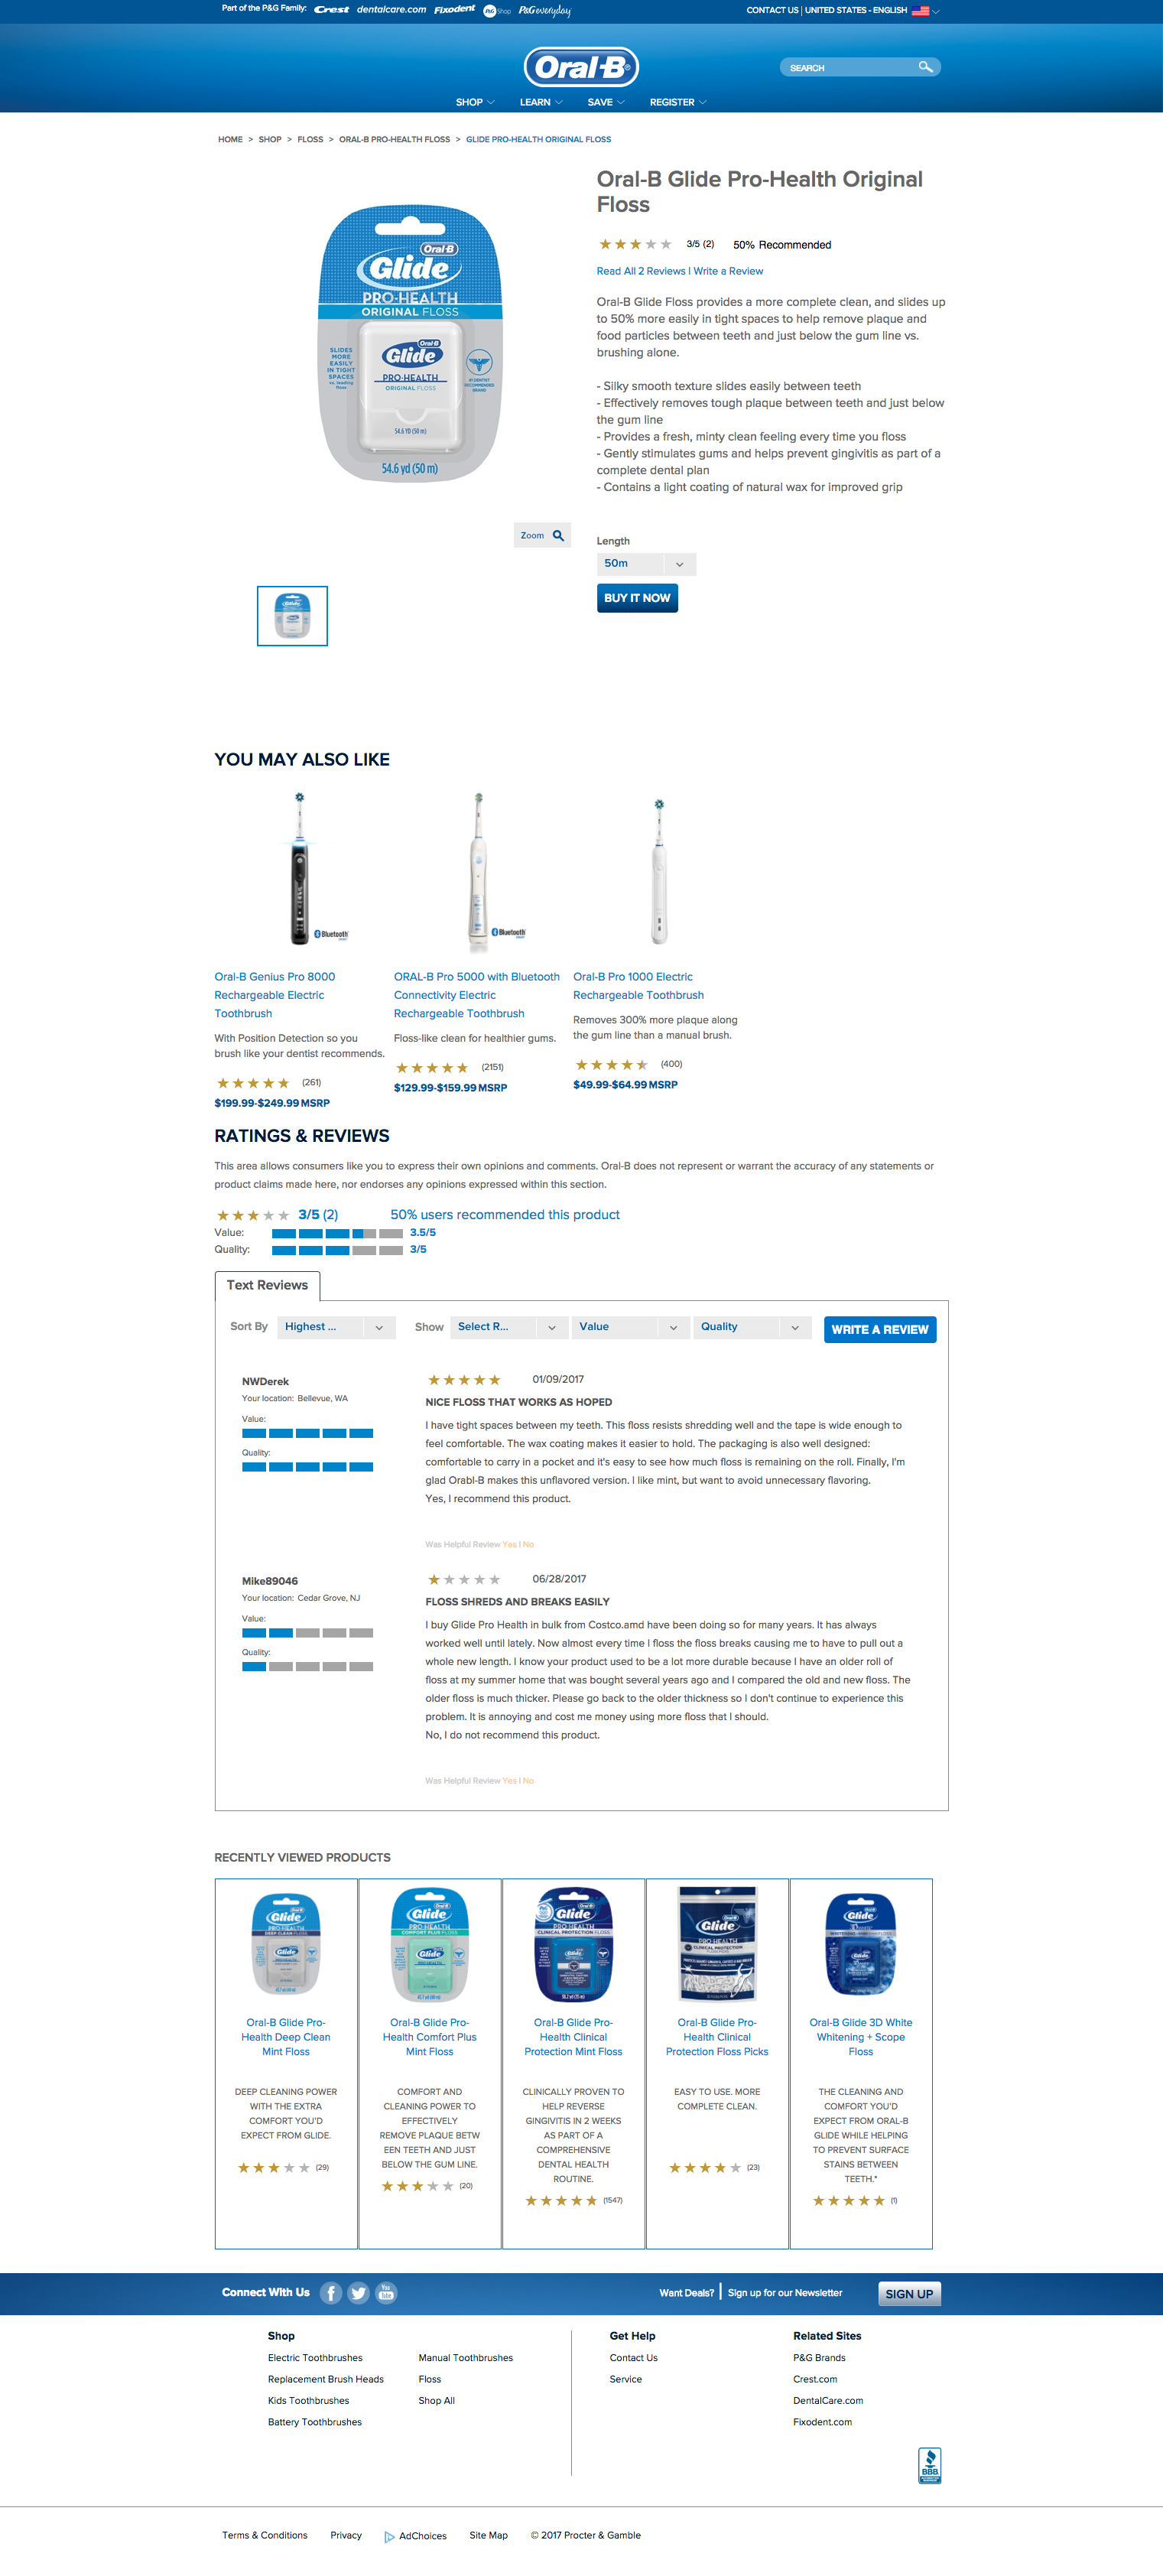 Part of the P&G Family: Crest dentalcare.com Fixodent P&G Shop P&G everyday
CONTACT US | UNITED STATES - ENGLISH
Oral-B
SEARCH
SHOP LEARN SAVE REGISTER
HOME > SHOP > FLOSS > ORAL-B PRO-HEALTH FLOSS > GLIDE PRO-HEALTH ORIGINAL FLOSS
Oral-B
Glide
PRO-HEALTH
ORIGINAL FLOSS
SLIDES
MORE
EASILY
IN TIGHT
SPACES
vs. leading
floss
Oral-B
Glide
PRO-HEALTH
ORIGINAL FLOSS
#1 DENTIST
RECOMMENDED
BRAND
54.6 YD (50 m)
54.6 yd (50 m)
Zoom
Oral-B Glide Pro-Health Original
Floss
3/5 (2) 50% Recommended
Read All 2 Reviews | Write a Review
Oral-B Glide Floss provides a more complete clean, and slides up
to 50% more easily in tight spaces to help remove plaque and
food particles between teeth and just below the gum line vs.
brushing alone.
- Silky smooth texture slides easily between teeth
- Effectively removes tough plaque between teeth and just below
the gum line
- Provides a fresh, minty clean feeling every time you floss
- Gently stimulates gums and helps prevent gingivitis as part of a
complete dental plan
- Contains a light coating of natural wax for improved grip
Length
50m
BUY IT NOW
YOU MAY ALSO LIKE
Bluetooth
Bluetooth
Oral-B Genius Pro 8000
Rechargeable Electric
Toothbrush
With Position Detection so you
brush like your dentist recommends.
(261)
$199.99-$249.99 MSRP
ORAL-B Pro 5000 with Bluetooth
Connectivity Electric
Rechargeable Toothbrush
Floss-like clean for healthier gums.
(2151)
$129.99-$159.99 MSRP
Oral-B Pro 1000 Electric
Rechargeable Toothbrush
Removes 300% more plaque along
the gum line than a manual brush.
(400)
$49.99-$64.99 MSRP
RATINGS & REVIEWS
This area allows consumers like you to express their own opinions and comments. Oral-B does not represent or warrant the accuracy of any statements or
product claims made here, nor endorses any opinions expressed within this section.
3/5 (2) 50% users recommended this product
Value: 3.5/5
Quality: 3/5
Text Reviews
Sort By Highest ... Show Select R... Value Quality WRITE A REVIEW
NWDerek
Your location: Bellevue, WA
Value:
Quality:
01/09/2017
NICE FLOSS THAT WORKS AS HOPED
I have tight spaces between my teeth. This floss resists shredding well and the tape is wide enough to
feel comfortable. The wax coating makes it easier to hold. The packaging is also well designed:
comfortable to carry in a pocket and it's easy to see how much floss is remaining on the roll. Finally, I'm
glad Orabl-B makes this unflavored version. I like mint, but want to avoid unnecessary flavoring.
Yes, I recommend this product.
Was Helpful Review Yes | No
Mike89046
Your location: Cedar Grove, NJ
Value:
Quality:
06/28/2017
FLOSS SHREDS AND BREAKS EASILY
I buy Glide Pro Health in bulk from Costco.amd have been doing so for many years. It has always
worked well until lately. Now almost every time I floss the floss breaks causing me to have to pull out a
whole new length. I know your product used to be a lot more durable because I have an older roll of
floss at my summer home that was bought several years ago and I compared the old and new floss. The
older floss is much thicker. Please go back to the older thickness so I don't continue to experience this
problem. It is annoying and cost me money using more floss that I should.
No, I do not recommend this product.
Was Helpful Review Yes | No
RECENTLY VIEWED PRODUCTS
Glide
PRO-HEALTH
DEEP CLEAN FLOSS
Glide
Oral-B Glide Pro-
Health Deep Clean
Mint Floss
DEEP CLEANING POWER
WITH THE EXTRA
COMFORT YOU'D
EXPECT FROM GLIDE.
(29)
Glide
PRO-HEALTH
COMFORT PLUS FLOSS
Glide
Oral-B Glide Pro-
Health Comfort Plus
Mint Floss
COMFORT AND
CLEANING POWER TO
EFFECTIVELY
REMOVE PLAQUE BETW
EEN TEETH AND JUST
BELOW THE GUM LINE.
(20)
Glide
PRO-HEALTH
CLINICAL PROTECTION FLOSS
Glide
Oral-B Glide Pro-
Health Clinical
Protection Mint Floss
CLINICALLY PROVEN TO
HELP REVERSE
GINGIVITIS IN 2 WEEKS
AS PART OF A
COMPREHENSIVE
DENTAL HEALTH
ROUTINE.
(1547)
Glide
PRO-HEALTH
CLINICAL PROTECTION
Oral-B Glide Pro-
Health Clinical
Protection Floss Picks
EASY TO USE. MORE
COMPLETE CLEAN.
(23)
Glide
Oral-B Glide 3D White
Whitening + Scope
Floss
THE CLEANING AND
COMFORT YOU'D
EXPECT FROM ORAL-B
GLIDE WHILE HELPING
TO PREVENT SURFACE
STAINS BETWEEN
TEETH.*
(1)
Connect With Us
You Tube
Want Deals? | Sign up for our Newsletter SIGN UP
Shop
Electric Toothbrushes
Replacement Brush Heads
Kids Toothbrushes
Battery Toothbrushes
Manual Toothbrushes
Floss
Shop All
Get Help
Contact Us
Service
Related Sites
P&G Brands
Crest.com
DentalCare.com
Fixodent.com
BBB
Terms & Conditions Privacy AdChoices Site Map © 2017 Procter & Gamble